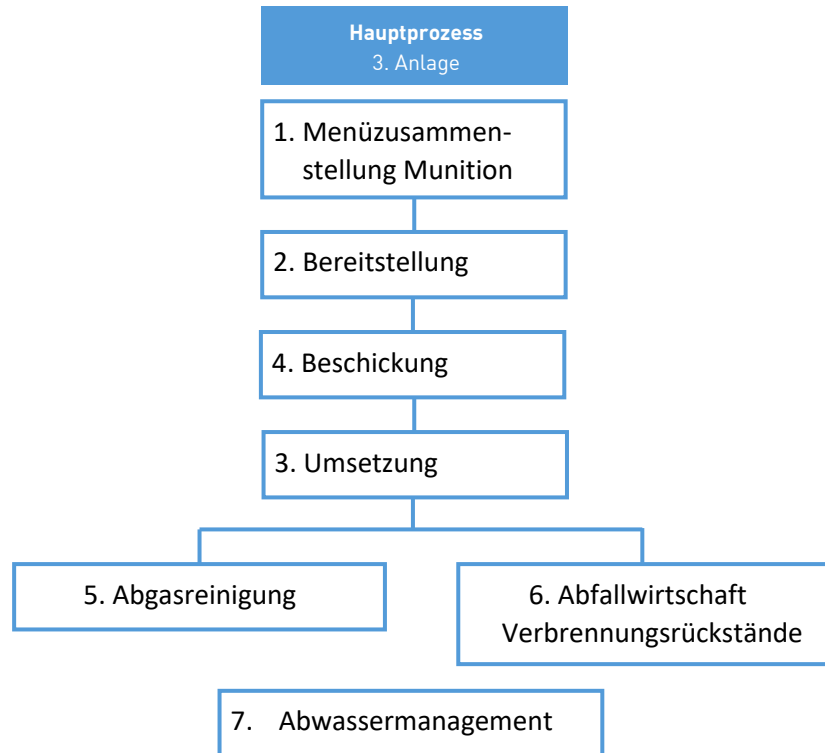 Hauptprozess
3. Anlage
1. Menüzusammen-
stellung Munition
2. Bereitstellung
4. Beschickung
3. Umsetzung
5. Abgasreinigung
6. Abfallwirtschaft
Verbrennungsrückstände
7. Abwassermanagement